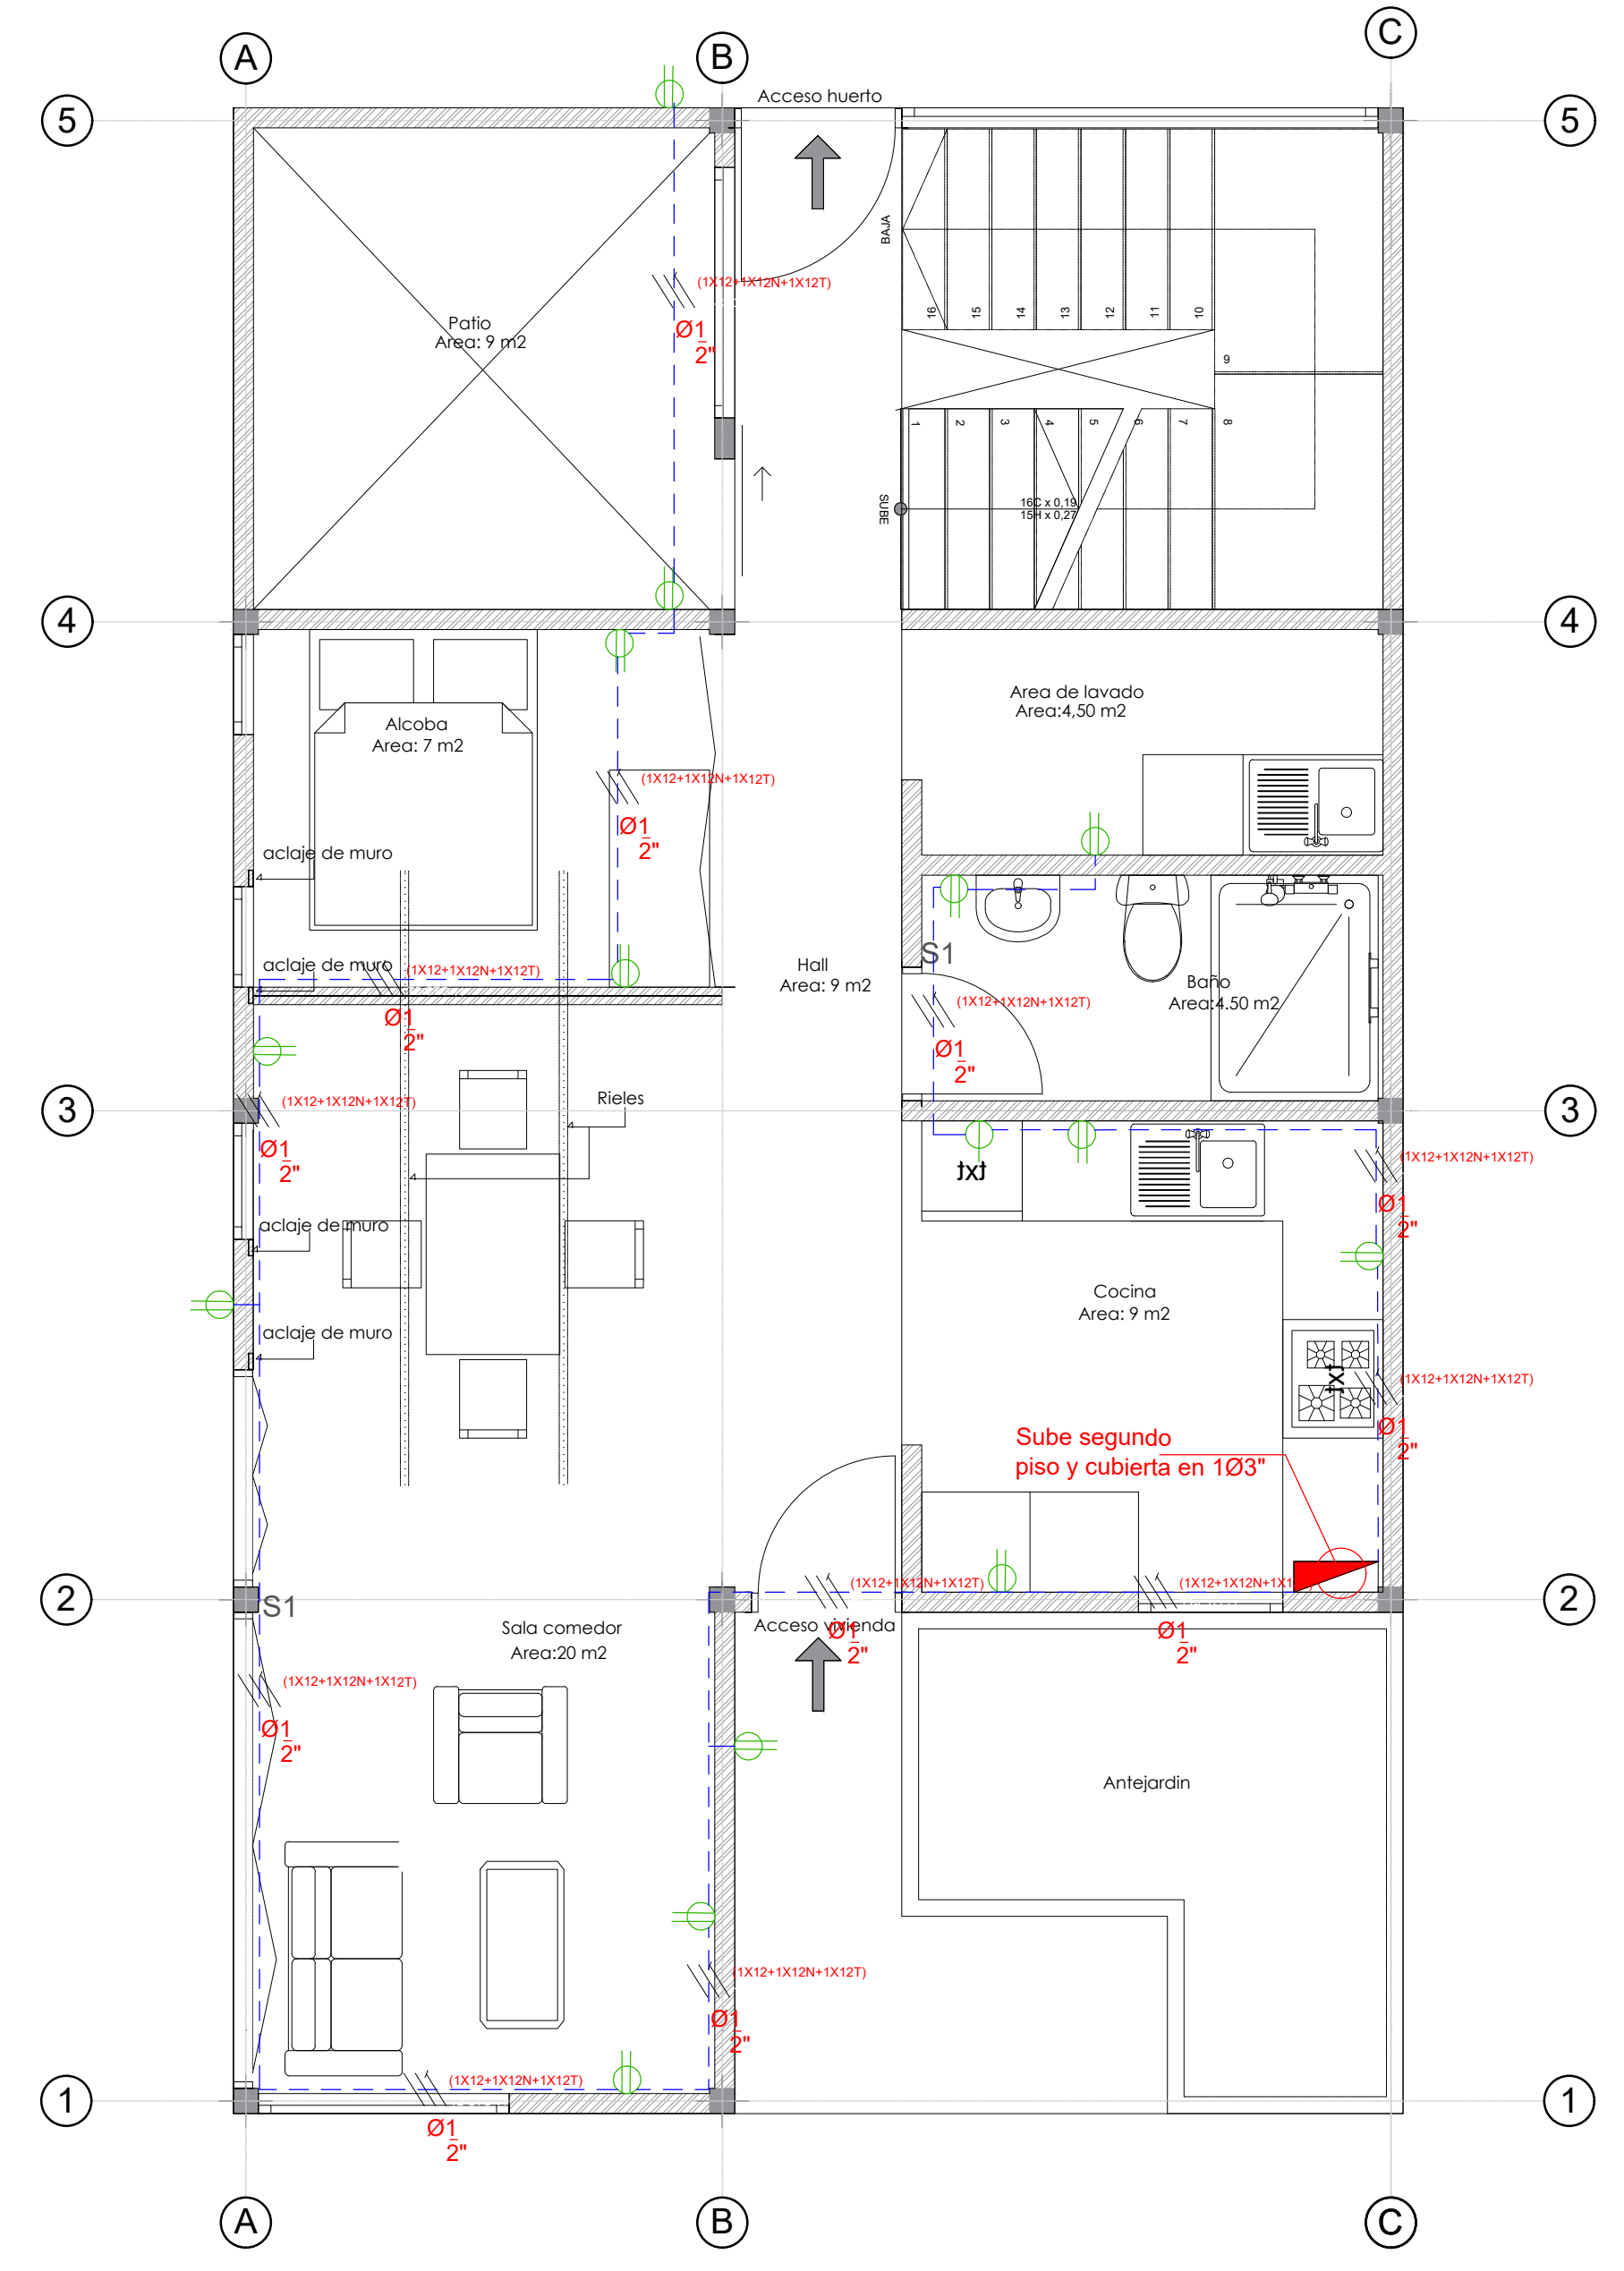 A
B
C
5
Acceso huerto
5
BAJA
(1X12+1X12N+1X12T)
Ø1
2"
Patio
Area: 9 m2
16
15
14
13
12
11
10
9
1
2
3
4
5
6
7
8
SUBE
16C x 0,19
15H x 0,27
4
4
Alcoba
Area: 7 m2
Area de lavado
Area:4,50 m2
(1X12+1X12N+1X12T)
Ø1
2"
aclaje de muro
aclaje de muro
(1X12+1X12N+1X12T)
Ø1
2"
Hall
Area: 9 m2
S1
Baño
Area:4.50 m2
(1X12+1X12N+1X12T)
Ø1
2"
3
(1X12+1X12N+1X12T)
Ø1
2"
Rieles
3
txt
(1X12+1X12N+1X12T)
Ø1
2"
aclaje de muro
Cocina
Area: 9 m2
aclaje de muro
txt
(1X12+1X12N+1X12T)
Ø1
2"
Sube segundo
piso y cubierta en 1Ø3"
2
S1
(1X12+1X12N+1X12T)
(1X12+1X12N+1X1
2
Sala comedor
Area:20 m2
Acceso vivienda
Ø1
2"
Ø1
2"
(1X12+1X12N+1X12T)
Ø1
2"
Antejardin
(1X12+1X12N+1X12T)
Ø1
2"
1
(1X12+1X12N+1X12T)
Ø1
2"
1
A
B
C